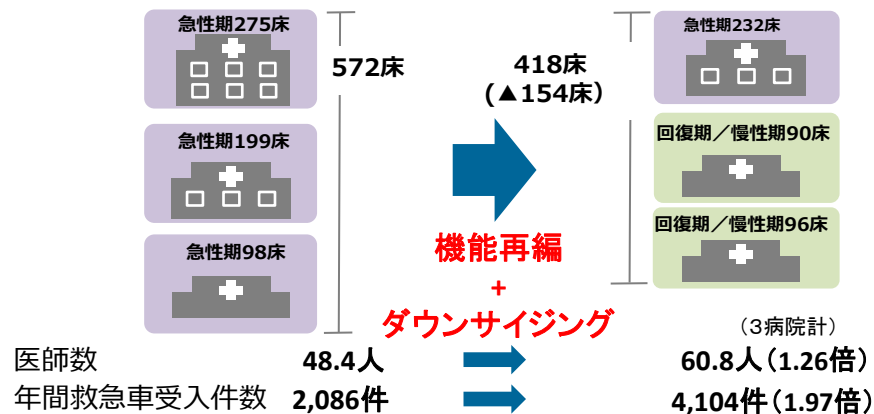 急性期275床
572床
急性期199床
急性期98床
418床
(▲154床）
機能再編
+
ダウンサイジング
急性期232床
回復期／慢性期90床
回復期／慢性期96床
（３病院計）
医師数 48.4人 60.8人（1.26倍）
年間救急車受入件数 2,086件 4,104件（1.97倍）